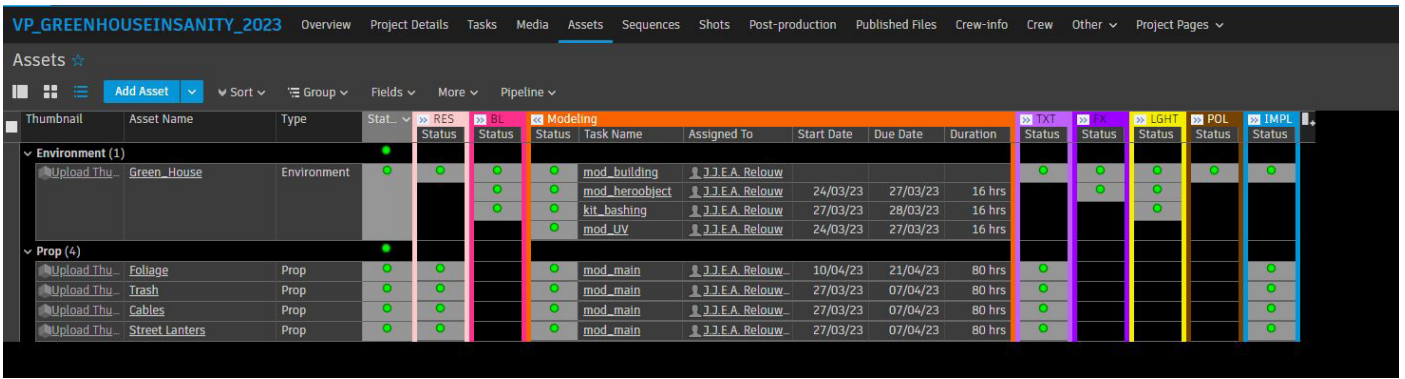 VP_GREENHOUSEINSANITY_2023 Overview Project Details Tasks Media Assets Sequences Shots Post-production Published Files Crew-info Crew Other Project Pages
Assets
Add Asset Sort Group Fields More Pipeline
Thumbnail Asset Name Type Stat... RES BL Modeling TXT FX LGHT POL IMPL
Status Status Status Task Name Assigned To Start Date Due Date Duration Status Status Status Status Status
Environment (1)
Upload Thu... Green_House Environment mod_building J.J.E.A. Relouw
mod_heroobject J.J.E.A. Relouw 24/03/23 27/03/23 16 hrs
kit_bashing J.J.E.A. Relouw 27/03/23 28/03/23 16 hrs
mod_UV J.J.E.A. Relouw 24/03/23 27/03/23 16 hrs
Prop (4)
Upload Thu... Foliage Prop mod_main J.J.E.A. Relouw... 10/04/23 21/04/23 80 hrs
Upload Thu... Trash Prop mod_main J.J.E.A. Relouw... 27/03/23 07/04/23 80 hrs
Upload Thu... Cables Prop mod_main J.J.E.A. Relouw... 27/03/23 07/04/23 80 hrs
Upload Thu... Street Lanters Prop mod_main J.J.E.A. Relouw... 27/03/23 07/04/23 80 hrs